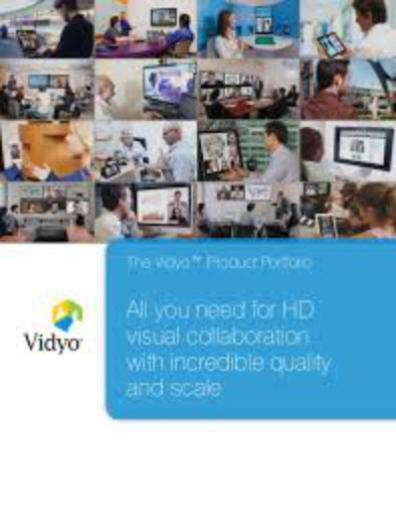 The Vidyo™ Product Portfolio
Vidyo
All you need for HD
visual collaboration
with incredible quality
and scale